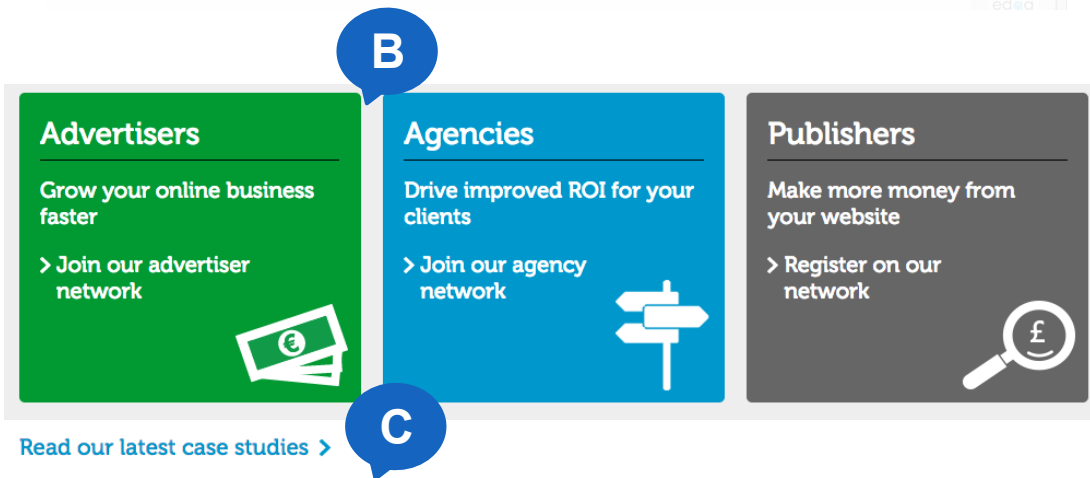 B
Advertisers
Grow your online business
faster
> Join our advertiser
network
€
Agencies
Drive improved ROI for your
clients
> Join our agency
network
Publishers
Make more money from
your website
> Register on our
network
£
C
Read our latest case studies >